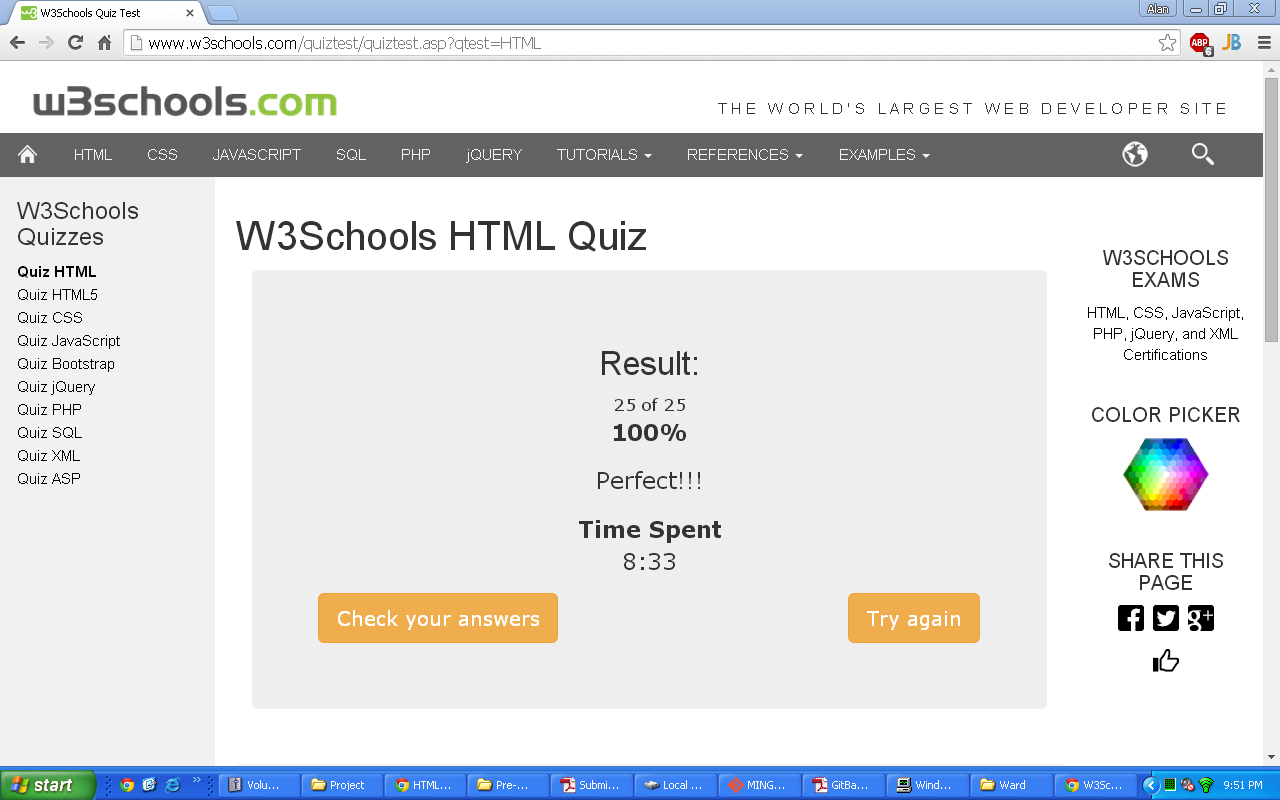 W3Schools Quiz Test
Alan
www.w3schools.com/quiztest/quiztest.asp?qtest=HTML
ABP
6
JB
w3schools.com
THE WORLD'S LARGEST WEB DEVELOPER SITE
HTML CSS JAVASCRIPT SQL PHP jQUERY TUTORIALS REFERENCES EXAMPLES
W3Schools
Quizzes
Quiz HTML
Quiz HTML5
Quiz CSS
Quiz JavaScript
Quiz Bootstrap
Quiz jQuery
Quiz PHP
Quiz SQL
Quiz XML
Quiz ASP
W3Schools HTML Quiz
Result:
25 of 25
100%
Perfect!!!
Time Spent
8:33
Check your answers
Try again
W3SCHOOLS
EXAMS
HTML, CSS, JavaScript,
PHP, jQuery, and XML
Certifications
COLOR PICKER
SHARE THIS
PAGE
start
Volu...
Project
HTML...
Pre-...
Submi...
Local ...
MING...
GitBa...
Wind...
Ward
W3Sc...
9:51 PM